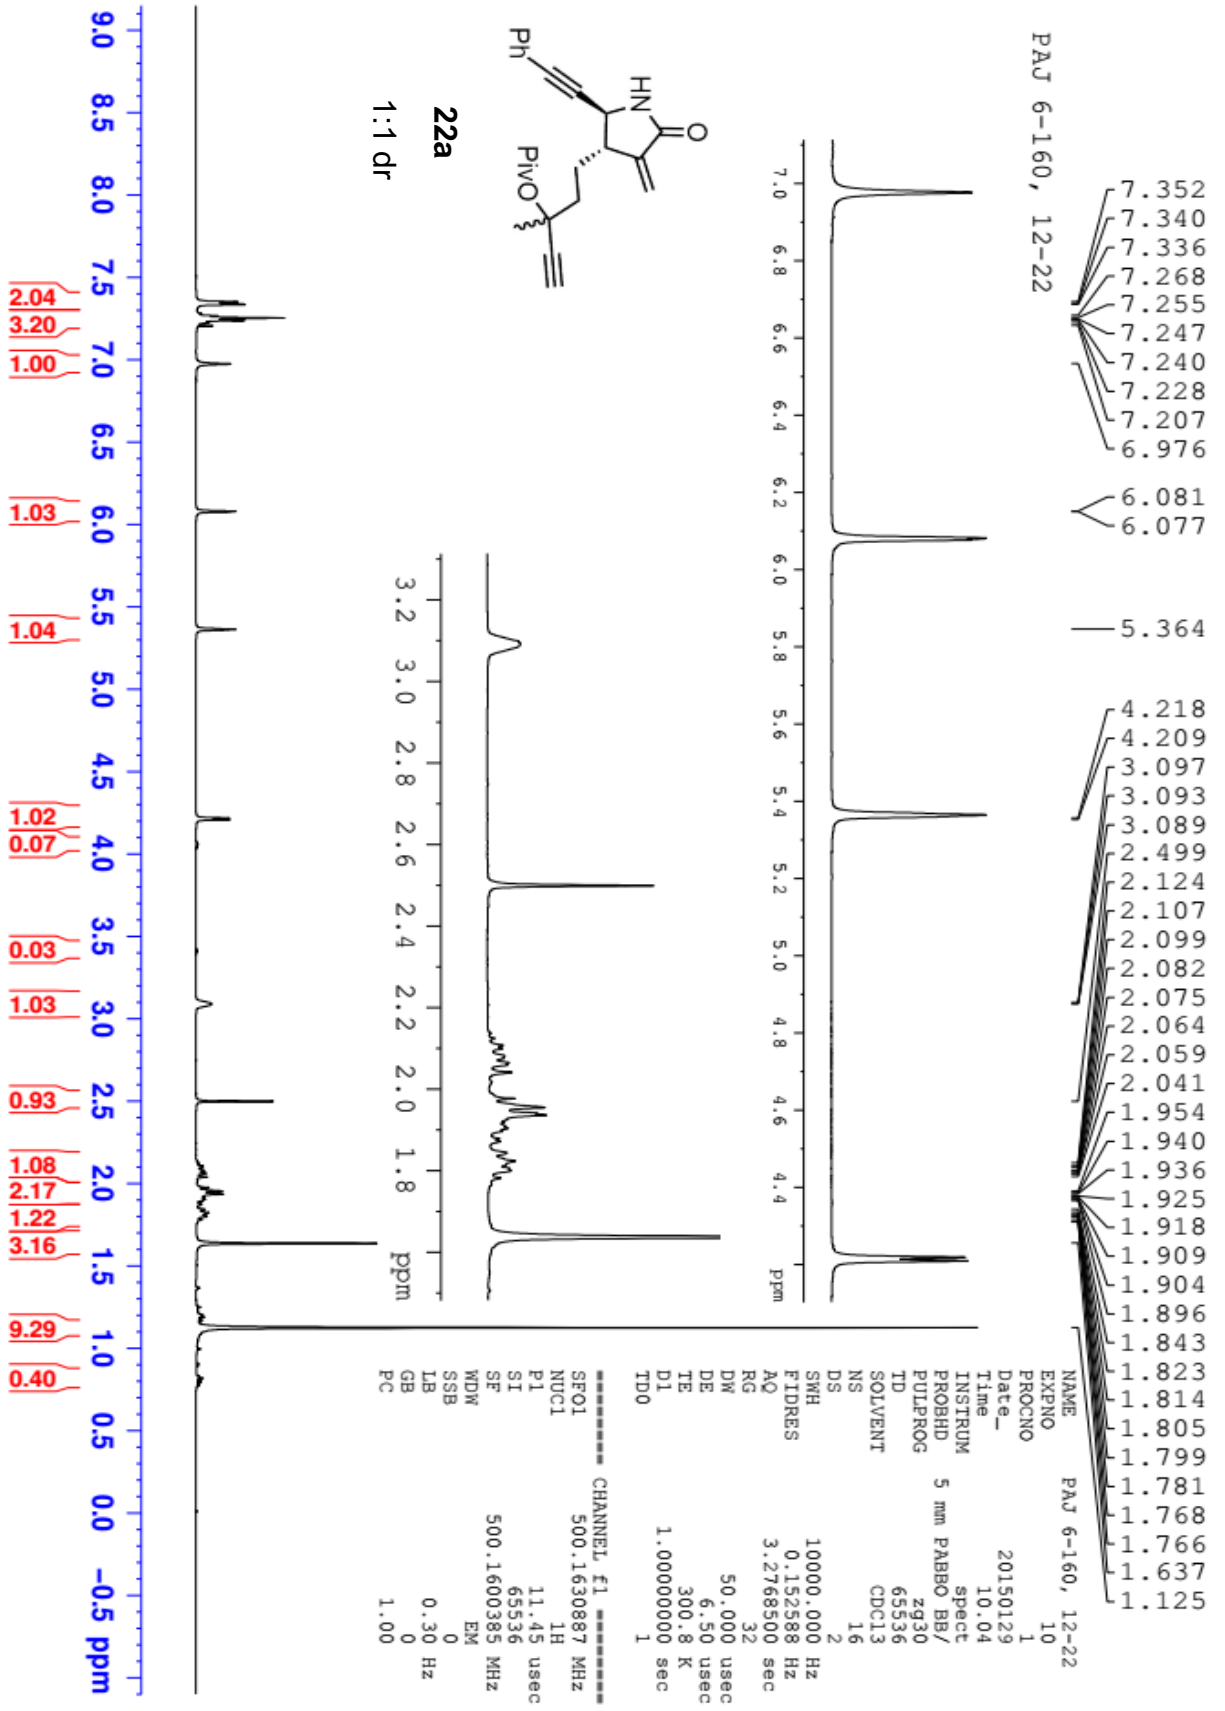 PAJ 6-160, 12-22
7.352
7.340
7.336
7.268
7.255
7.247
7.240
7.228
7.207
6.976
6.081
6.077
5.364
4.218
4.209
3.097
3.093
3.089
2.499
2.124
2.107
2.099
2.082
2.075
2.064
2.059
2.041
1.954
1.940
1.936
1.925
1.918
1.909
1.904
1.896
1.843
1.823
1.814
1.805
1.799
1.781
1.768
1.766
1.637
1.125
7.0 6.8 6.6 6.4 6.2 6.0 5.8 5.6 5.4 5.2 5.0 4.8 4.6 4.4 ppm
O
HN
Ph
PivO
22a
1:1 dr
3.2 3.0 2.8 2.6 2.4 2.2 2.0 1.8 ppm
NAME PAJ 6-160, 12-22
EXPNO 10
PROCNO 1
Date_ 20150129
Time 10.04
INSTRUM spect
PROBHD 5 mm PABBO BB/
PULPROG zg30
TD 65536
SOLVENT CDCl3
NS 16
DS 2
SWH 10000.000 Hz
FIDRES 0.152588 Hz
AQ 3.2768500 sec
RG 32
DW 50.000 usec
DE 6.50 usec
TE 300.8 K
D1 1.00000000 sec
TD0 1
======== CHANNEL f1 ========
SFO1 500.1630887 MHz
NUC1 1H
P1 11.45 usec
SI 65536
SF 500.1600385 MHz
WDW EM
SSB 0
LB 0.30 Hz
GB 0
PC 1.00
9.0 8.5 8.0 7.5 7.0 6.5 6.0 5.5 5.0 4.5 4.0 3.5 3.0 2.5 2.0 1.5 1.0 0.5 0.0 -0.5 ppm
2.04
3.20
1.00
1.03
1.04
1.02
0.07
0.03
1.03
0.93
1.08
2.17
1.22
3.16
9.29
0.40